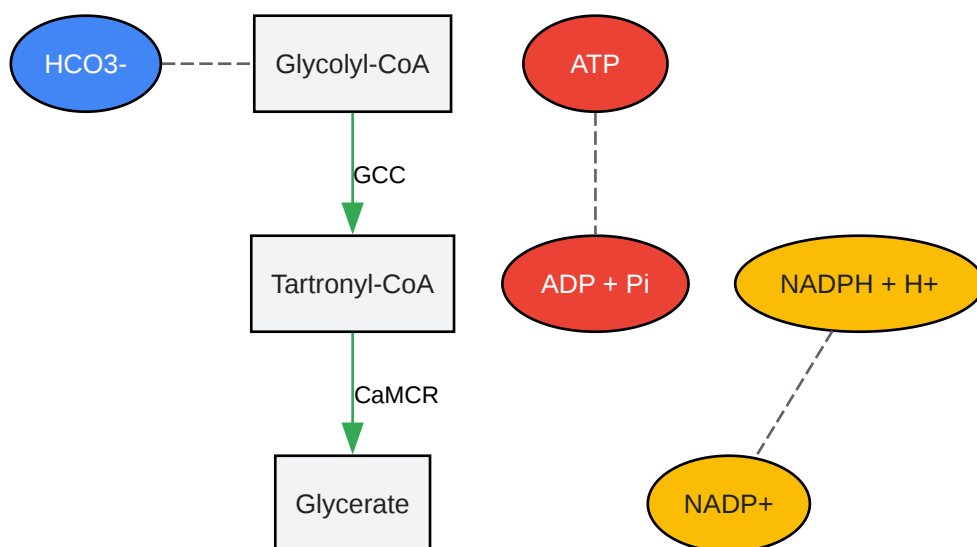 HCO3-
Glycolyl-CoA
ATP
GCC
Tartronyl-CoA
ADP + Pi
NADPH + H+
CaMCR
Glycerate
NADP+